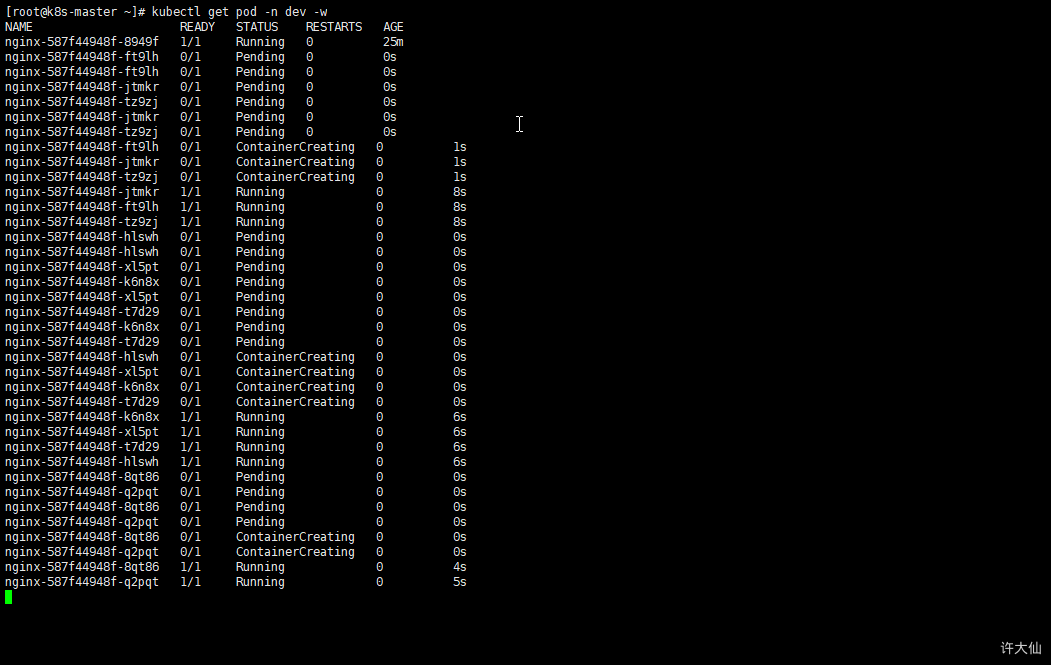 [root@k8s-master ~]# kubectl get pod -n dev -w
NAME                     READY   STATUS    RESTARTS   AGE
nginx-587f44948f-8949f   1/1     Running   0          25m
nginx-587f44948f-ft9lh   0/1     Pending   0          0s
nginx-587f44948f-ft9lh   0/1     Pending   0          0s
nginx-587f44948f-jtmkr   0/1     Pending   0          0s
nginx-587f44948f-tz9zj   0/1     Pending   0          0s
nginx-587f44948f-jtmkr   0/1     Pending   0          0s
nginx-587f44948f-tz9zj   0/1     Pending   0          0s
nginx-587f44948f-ft9lh   0/1     ContainerCreating   0          1s
nginx-587f44948f-jtmkr   0/1     ContainerCreating   0          1s
nginx-587f44948f-tz9zj   0/1     ContainerCreating   0          1s
nginx-587f44948f-jtmkr   1/1     Running             0          8s
nginx-587f44948f-ft9lh   1/1     Running             0          8s
nginx-587f44948f-tz9zj   1/1     Running             0          8s
nginx-587f44948f-hlswh   0/1     Pending             0          0s
nginx-587f44948f-hlswh   0/1     Pending             0          0s
nginx-587f44948f-xl5pt   0/1     Pending             0          0s
nginx-587f44948f-k6n8x   0/1     Pending             0          0s
nginx-587f44948f-xl5pt   0/1     Pending             0          0s
nginx-587f44948f-t7d29   0/1     Pending             0          0s
nginx-587f44948f-k6n8x   0/1     Pending             0          0s
nginx-587f44948f-t7d29   0/1     Pending             0          0s
nginx-587f44948f-hlswh   0/1     ContainerCreating   0          0s
nginx-587f44948f-xl5pt   0/1     ContainerCreating   0          0s
nginx-587f44948f-k6n8x   0/1     ContainerCreating   0          0s
nginx-587f44948f-t7d29   0/1     ContainerCreating   0          0s
nginx-587f44948f-k6n8x   1/1     Running             0          6s
nginx-587f44948f-xl5pt   1/1     Running             0          6s
nginx-587f44948f-t7d29   1/1     Running             0          6s
nginx-587f44948f-hlswh   1/1     Running             0          6s
nginx-587f44948f-8qt86   0/1     Pending             0          0s
nginx-587f44948f-q2pqt   0/1     Pending             0          0s
nginx-587f44948f-8qt86   0/1     Pending             0          0s
nginx-587f44948f-q2pqt   0/1     Pending             0          0s
nginx-587f44948f-8qt86   0/1     ContainerCreating   0          0s
nginx-587f44948f-q2pqt   0/1     ContainerCreating   0          0s
nginx-587f44948f-8qt86   1/1     Running             0          4s
nginx-587f44948f-q2pqt   1/1     Running             0          5s
许大仙